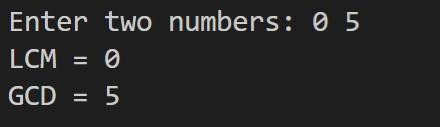 Enter two numbers: 0 5
LCM = 0
GCD = 5